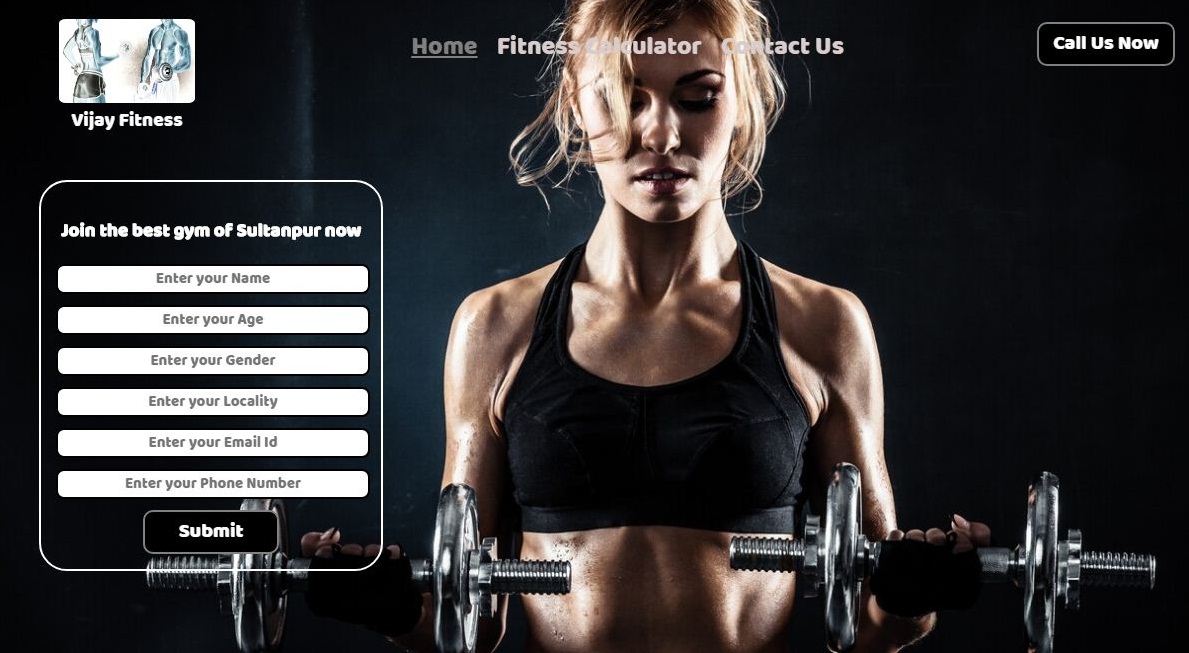 Home Fitness Calculator Contact Us
Call Us Now
Vijay Fitness
Join the best gym of Sultanpur now
Enter your Name
Enter your Age
Enter your Gender
Enter your Locality
Enter your Email Id
Enter your Phone Number
Submit